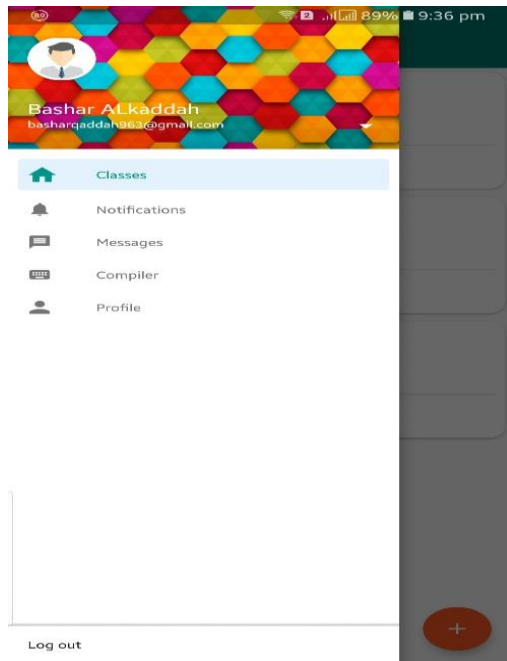 89% 9:36 pm
Bashar ALkaddah
basharqaddah963@gmail.com
Classes
Notifications
Messages
Compiler
Profile
Log out